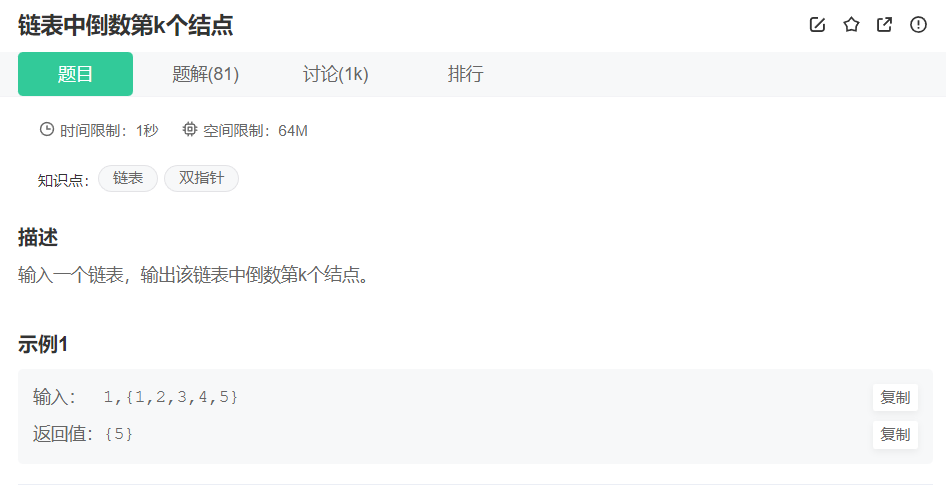 链表中倒数第k个结点
题目 题解(81) 讨论(1k) 排行
时间限制：1秒 空间限制：64M
知识点： 链表 双指针
描述
输入一个链表，输出该链表中倒数第k个结点。
示例1
输入： 1,{1,2,3,4,5} 复制
返回值：{5} 复制